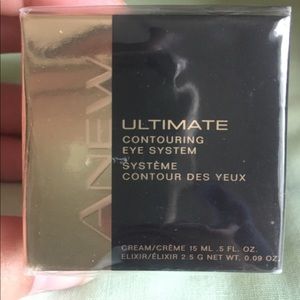 ANEW
ULTIMATE
CONTOURING
EYE SYSTEM
SYSTÈME
CONTOUR DES YEUX
CREAM/CRÈME 15 ML .5 FL. OZ.
ELIXIR/ÉLIXIR 2.5 G NET WT. 0.09 OZ.